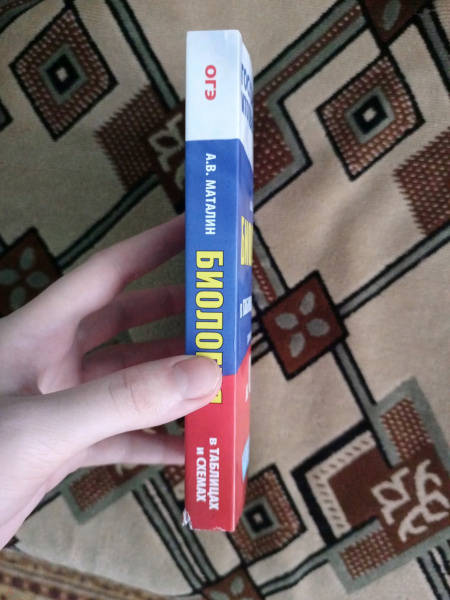 ОГЭ
А.В. МАТАЛИН
БИОЛОГ
В ТАБЛИЦАХ
И СХЕМАХ